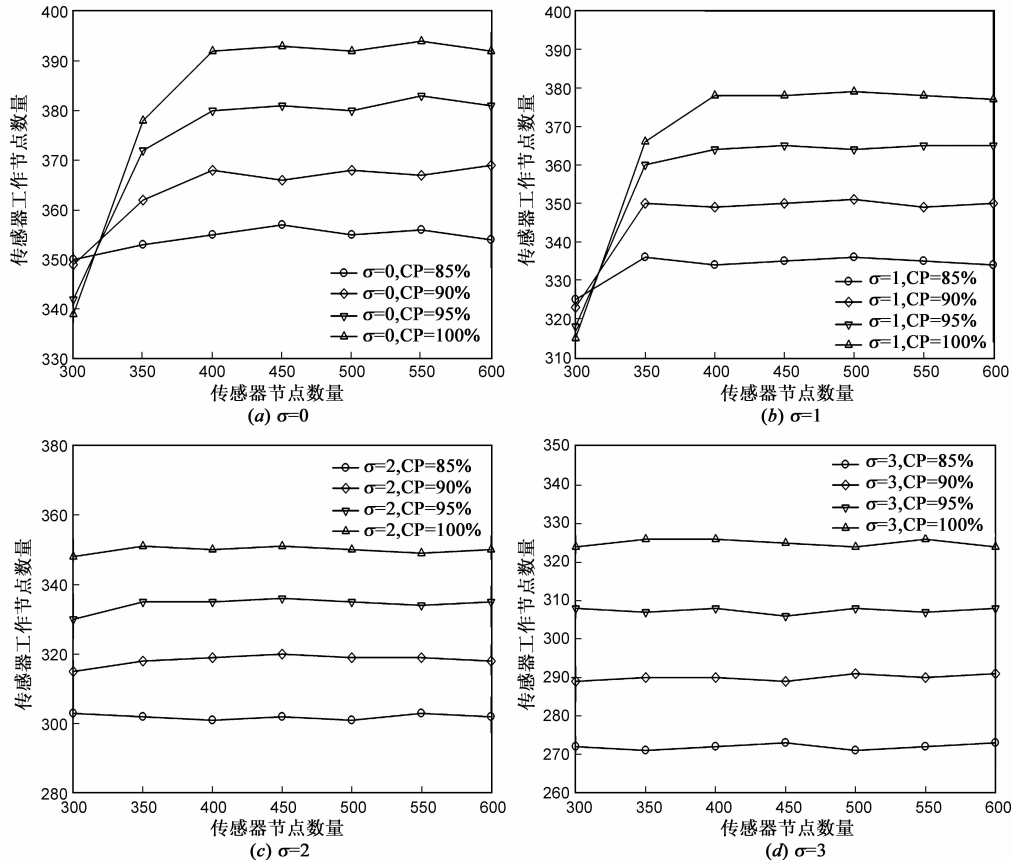 传感器工作节点数量
400
390
380
370
360
350
340
330
300 350 400 450 500 550 600
传感器节点数量
σ=0,CP=85%
σ=0,CP=90%
σ=0,CP=95%
σ=0,CP=100%
(a) σ=0
传感器工作节点数量
400
380
370
360
350
340
330
320
310
300 350 400 450 500 550 600
传感器节点数量
σ=1,CP=85%
σ=1,CP=90%
σ=1,CP=95%
σ=1,CP=100%
(b) σ=1
传感器工作节点数量
380
360
340
320
300
280
300 350 400 450 500 550 600
传感器节点数量
σ=2,CP=85%
σ=2,CP=90%
σ=2,CP=95%
σ=2,CP=100%
(c) σ=2
传感器工作节点数量
350
340
330
320
310
300
290
280
270
260
300 350 400 450 500 550 600
传感器节点数量
σ=3,CP=85%
σ=3,CP=90%
σ=3,CP=95%
σ=3,CP=100%
(d) σ=3